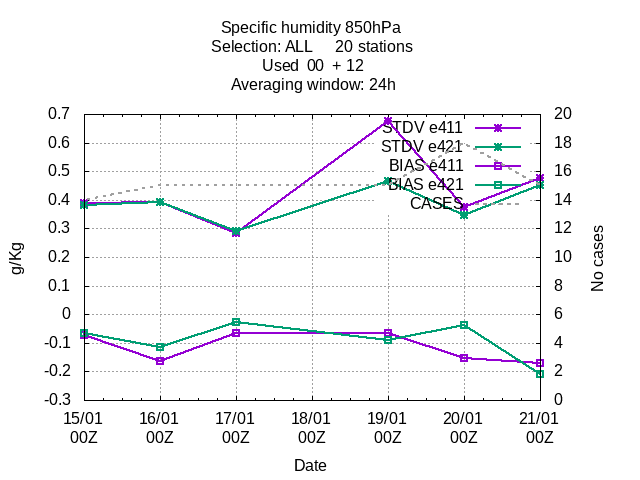 Specific humidity 850hPa
Selection: ALL     20 stations
Used  00  + 12
Averaging window: 24h
0.7
0.6
0.5
0.4
0.3
0.2
0.1
0
-0.1
-0.2
-0.3
g/Kg
STDV e411
STDV e421
BIAS e411
BIAS e421
CASES
20
18
16
14
12
10
8
6
4
2
0
No cases
15/01 16/01 17/01 18/01 19/01 20/01 21/01
00Z 00Z 00Z 00Z 00Z 00Z 00Z
Date